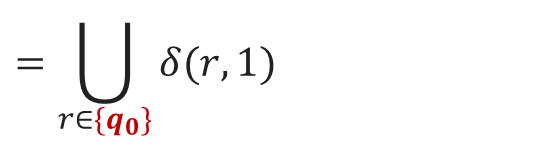 = ⋃ δ(r, 1)
r∈{q₀}